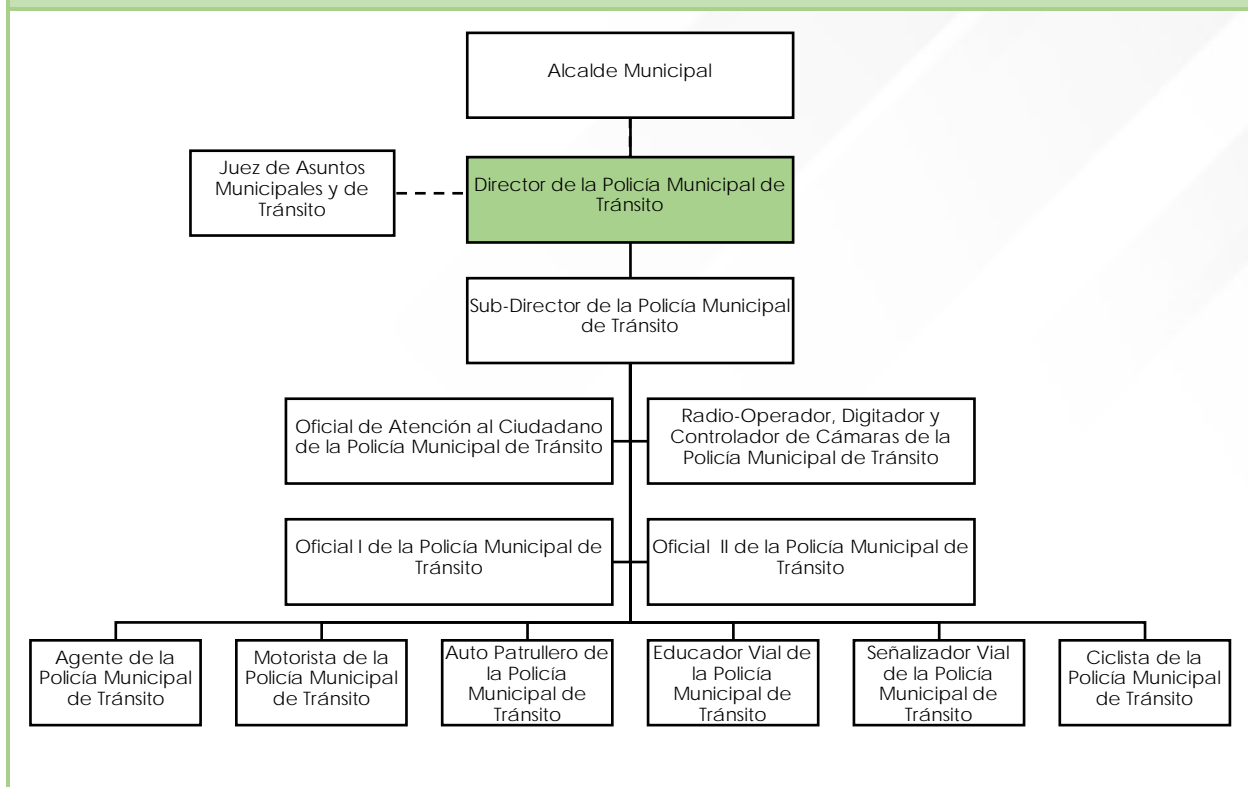 Alcalde Municipal
Juez de Asuntos
Municipales y de
Tránsito
Director de la Policía Municipal de
Tránsito
Sub-Director de la Policía Municipal
de Tránsito
Oficial de Atención al Ciudadano
de la Policía Municipal de Tránsito
Radio-Operador, Digitador y
Controlador de Cámaras de la
Policía Municipal de Tránsito
Oficial I de la Policía Municipal de
Tránsito
Oficial II de la Policía Municipal de
Tránsito
Agente de la
Policía Municipal
de Tránsito
Motorista de la
Policía Municipal
de Tránsito
Auto Patrullero de
la Policía
Municipal de
Tránsito
Educador Vial de
la Policía
Municipal de
Tránsito
Señalizador Vial
de la Policía
Municipal de
Tránsito
Ciclista de la
Policía Municipal
de Tránsito